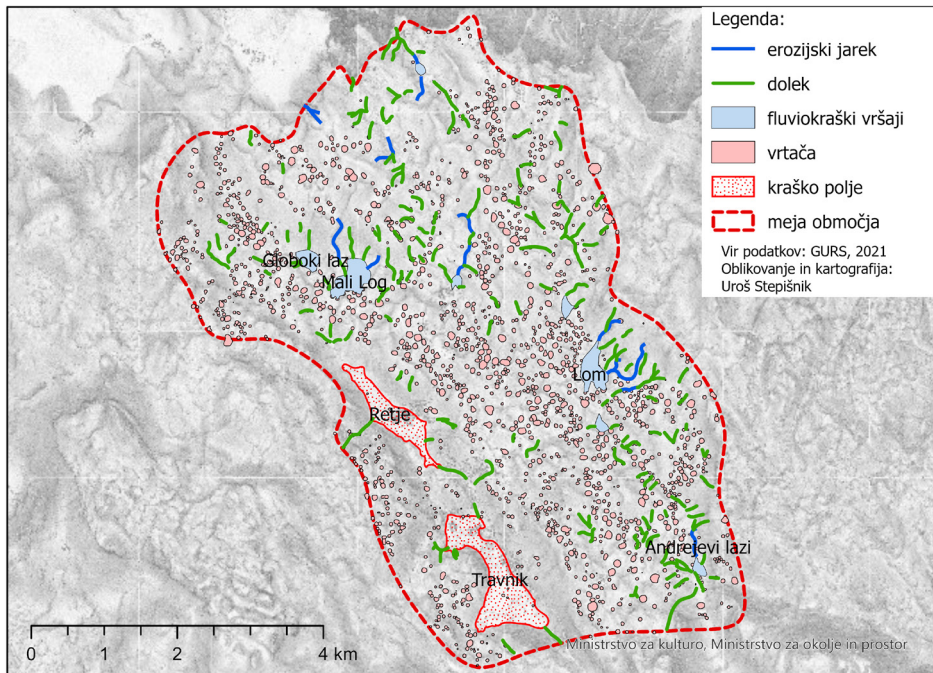 Legenda:
erozijski jarek
dolek
fluviokraški vršaji
vrtača
kraško polje
meja območja
Vir podatkov: GURS, 2021
Oblikovanje in kartografija:
Uroš Stepišnik
Globoki laz
Mali Log
Lom
Retje
Andrejevi lazi
Travnik
Ministrstvo za kulturo, Ministrstvo za okolje in prostor
0 2 4 km